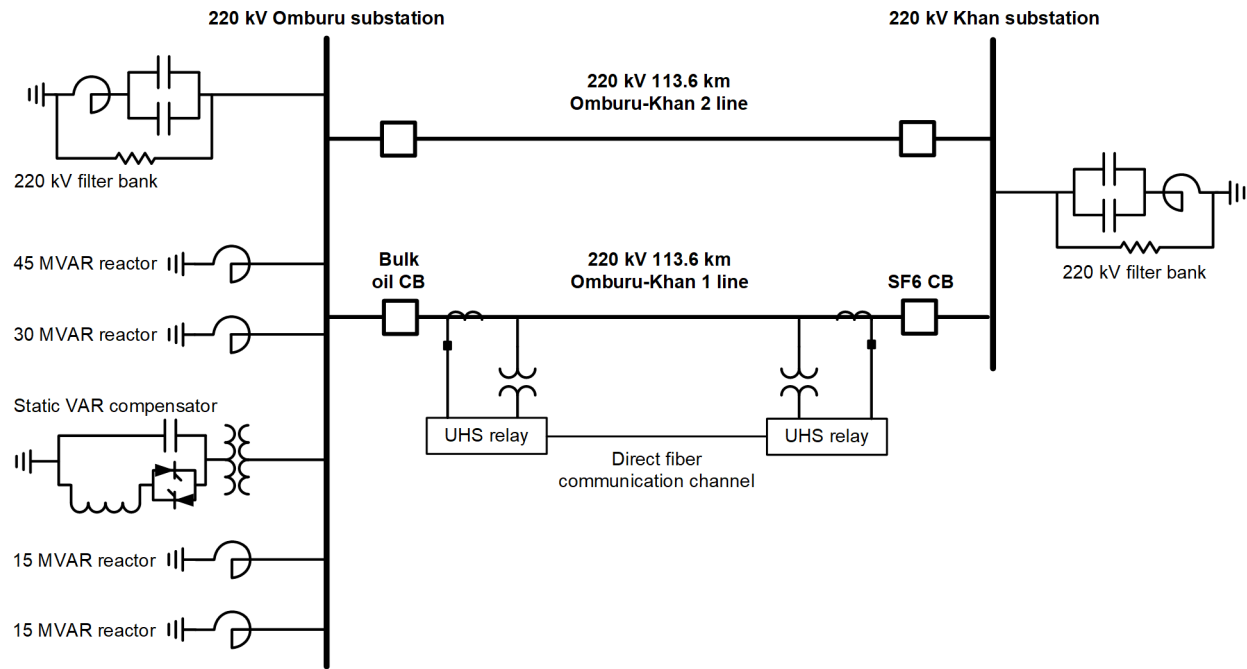 220 kV Omburu substation
220 kV Khan substation
220 kV 113.6 km
Omburu-Khan 2 line
220 kV filter bank
220 kV filter bank
45 MVAR reactor
Bulk
oil CB
220 kV 113.6 km
Omburu-Khan 1 line
SF6 CB
30 MVAR reactor
Static VAR compensator
UHS relay
UHS relay
Direct fiber
communication channel
15 MVAR reactor
15 MVAR reactor